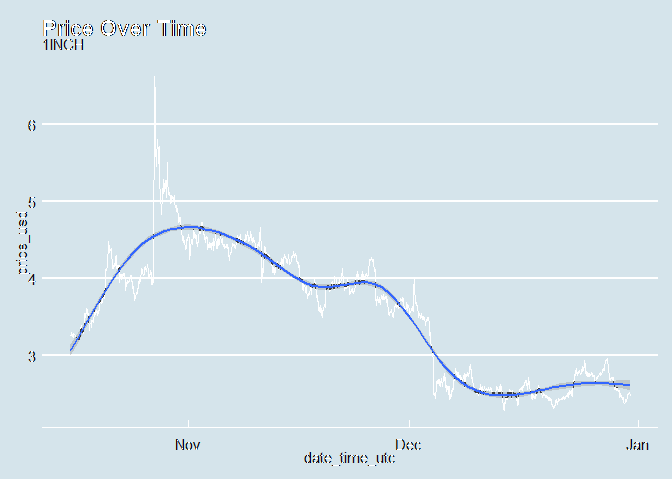 Price Over Time
1INCH
price_usd
6
5
4
3
Nov Dec Jan
date_time_utc